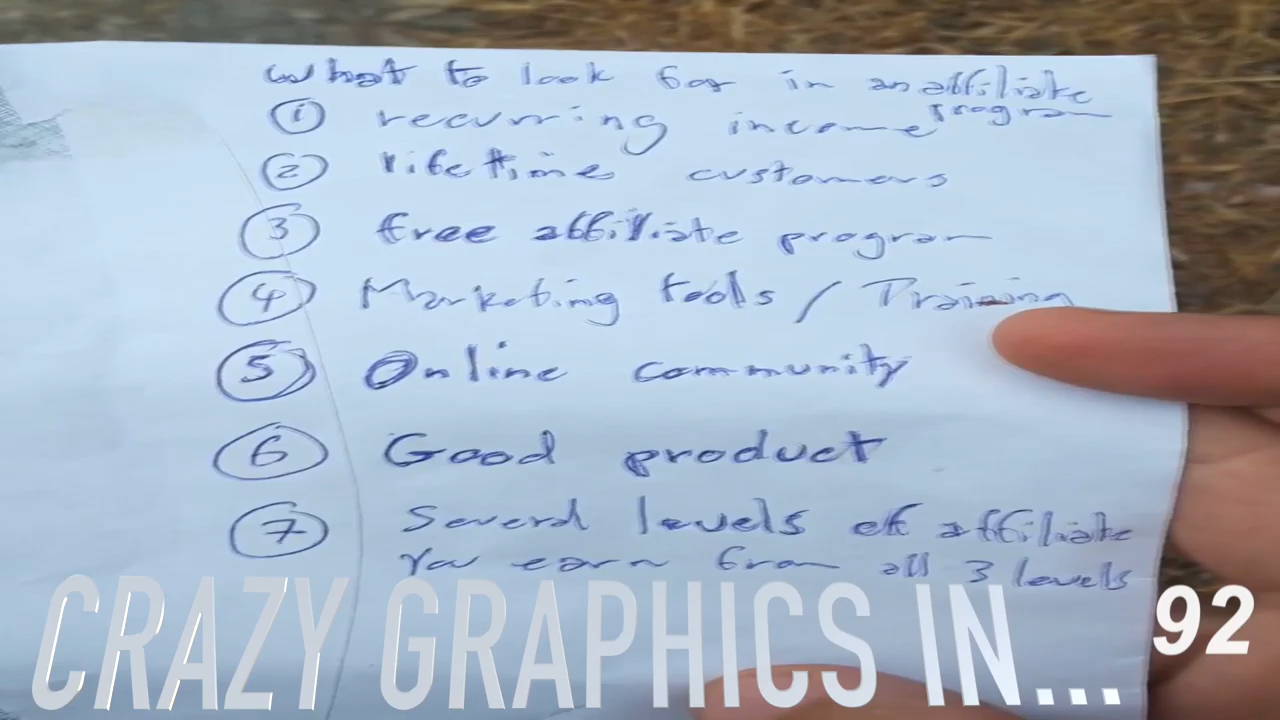 What to look for in an affiliate
program
1 recurring income
2 lifetime customers
3 free affiliate program
4 Marketing tools / Training
5 Online community
6 Good product
7 Several levels of affiliate
You earn from all 3 levels
CRAZY GRAPHICS IN... 92